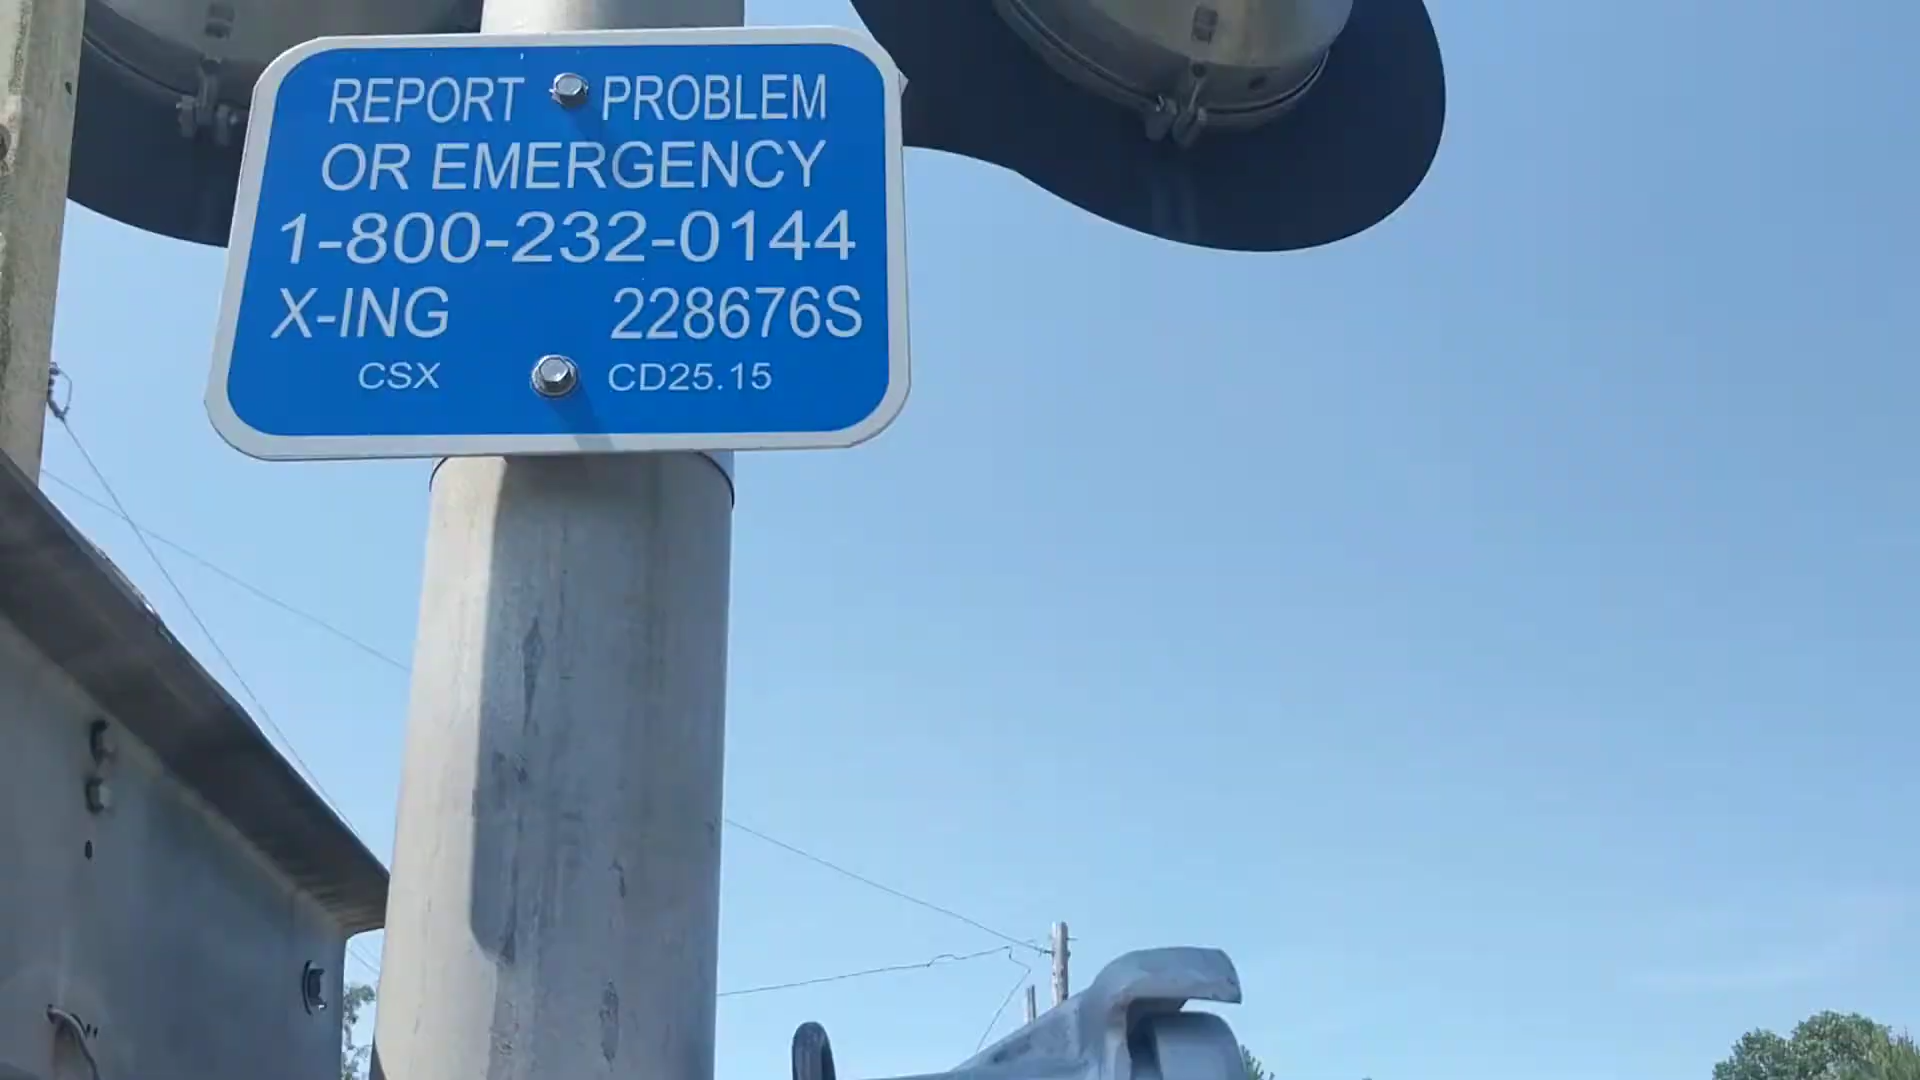 REPORT PROBLEM
OR EMERGENCY
1-800-232-0144
X-ING 228676S
CSX CD25.15